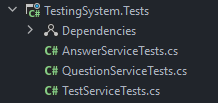 TestingSystem.Tests
Dependencies
C# AnswerServiceTests.cs
C# QuestionServiceTests.cs
C# TestServiceTests.cs